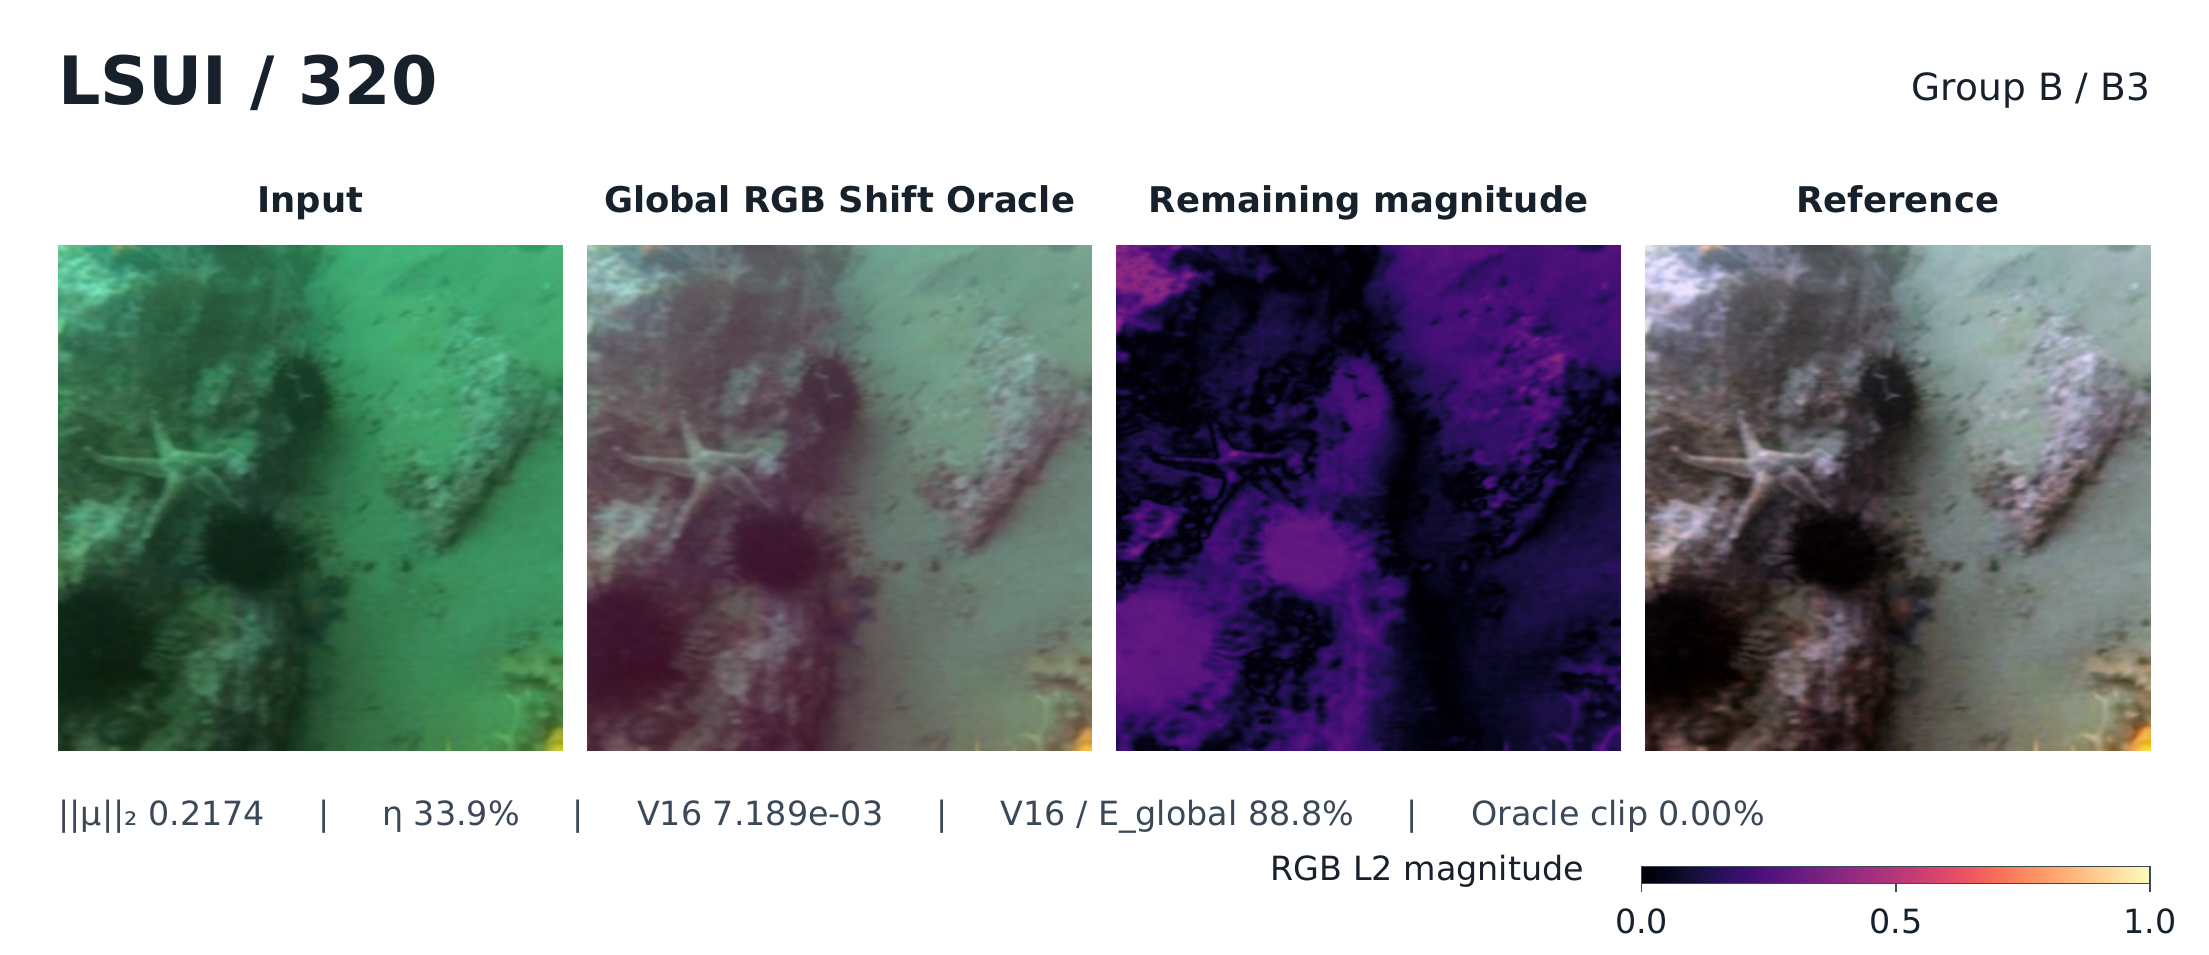 LSUI / 320
Group B / B3
Input
Global RGB Shift Oracle
Remaining magnitude
Reference
||μ||₂ 0.2174 | η 33.9% | V16 7.189e-03 | V16 / E_global 88.8% | Oracle clip 0.00%
RGB L2 magnitude
0.0 0.5 1.0